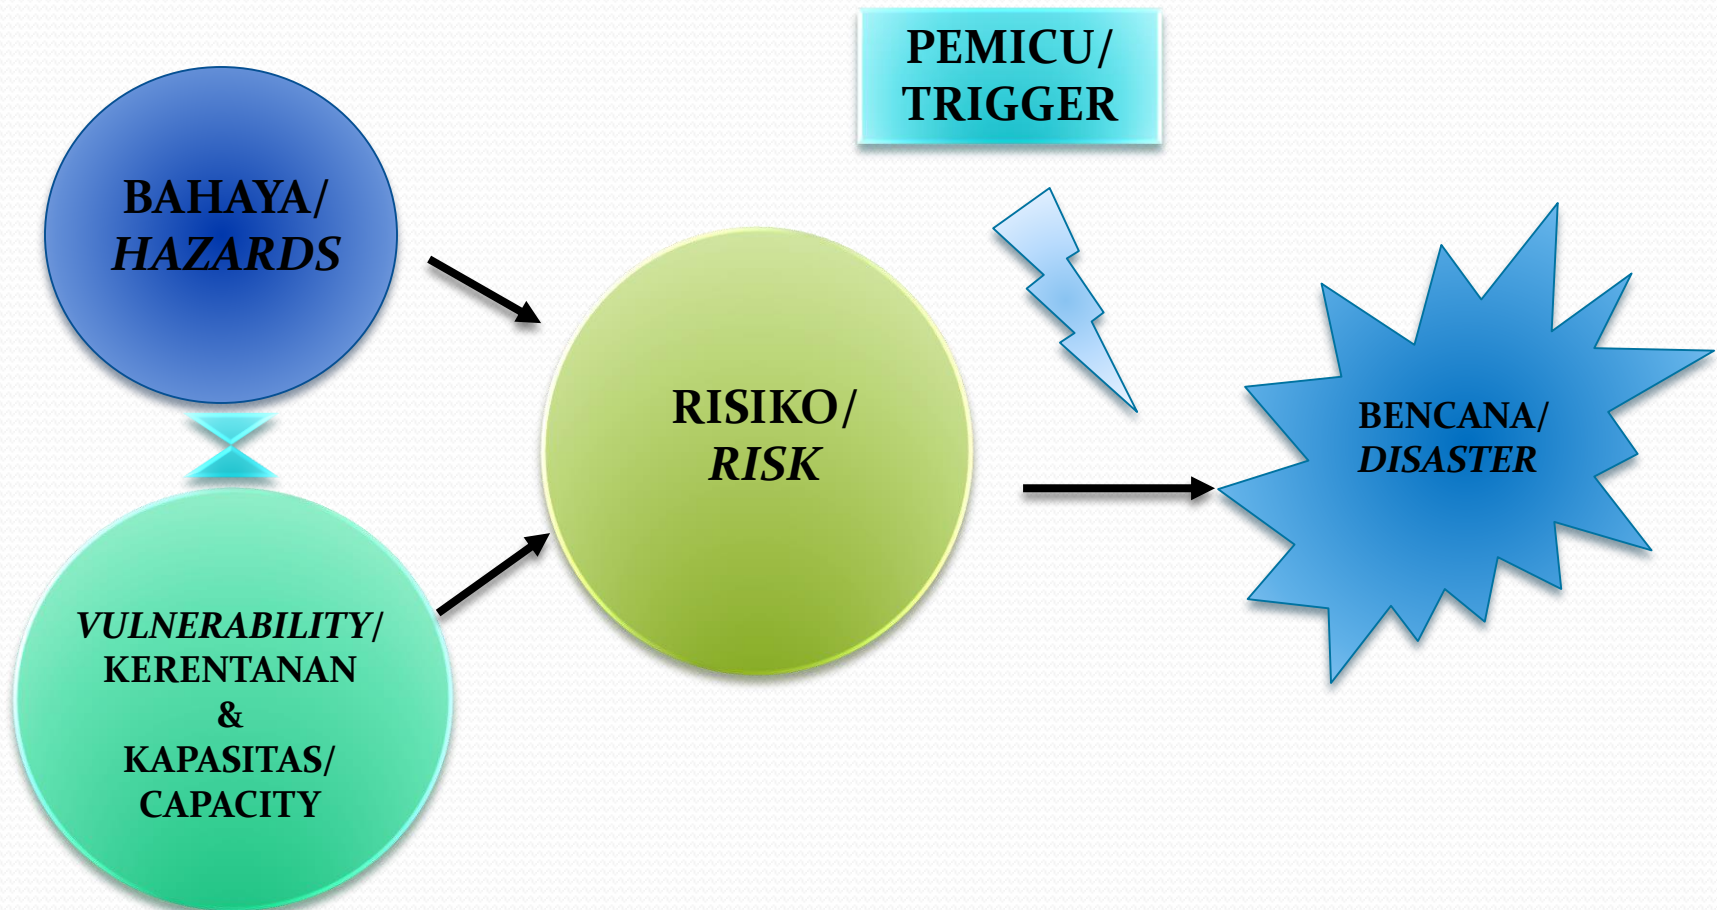 PEMICU/
TRIGGER
BAHAYA/
HAZARDS
RISIKO/
RISK
BENCANA/
DISASTER
VULNERABILITY/
KERENTANAN
&
KAPASITAS/
CAPACITY